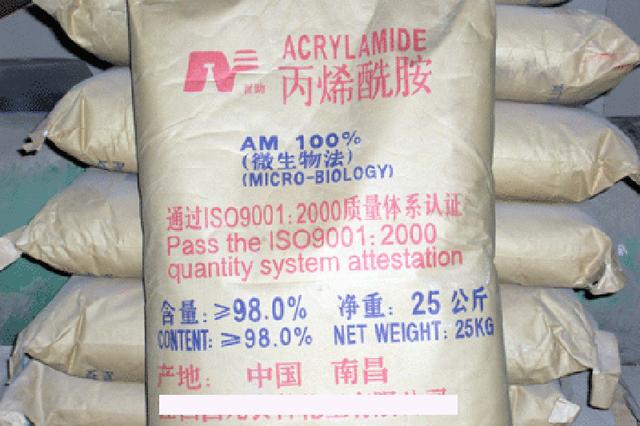 ACRYLAMIDE
丙烯酰胺
AM 100%
(微生物法)
(MICRO-BIOLOGY)
通过ISO9001:2000质量体系认证
Pass the ISO9001:2000
quantity system attestation
含量:≥98.0% 净重: 25公斤
CONTENT: ≥98.0% NET WEIGHT: 25KG
产地: 中国 南昌